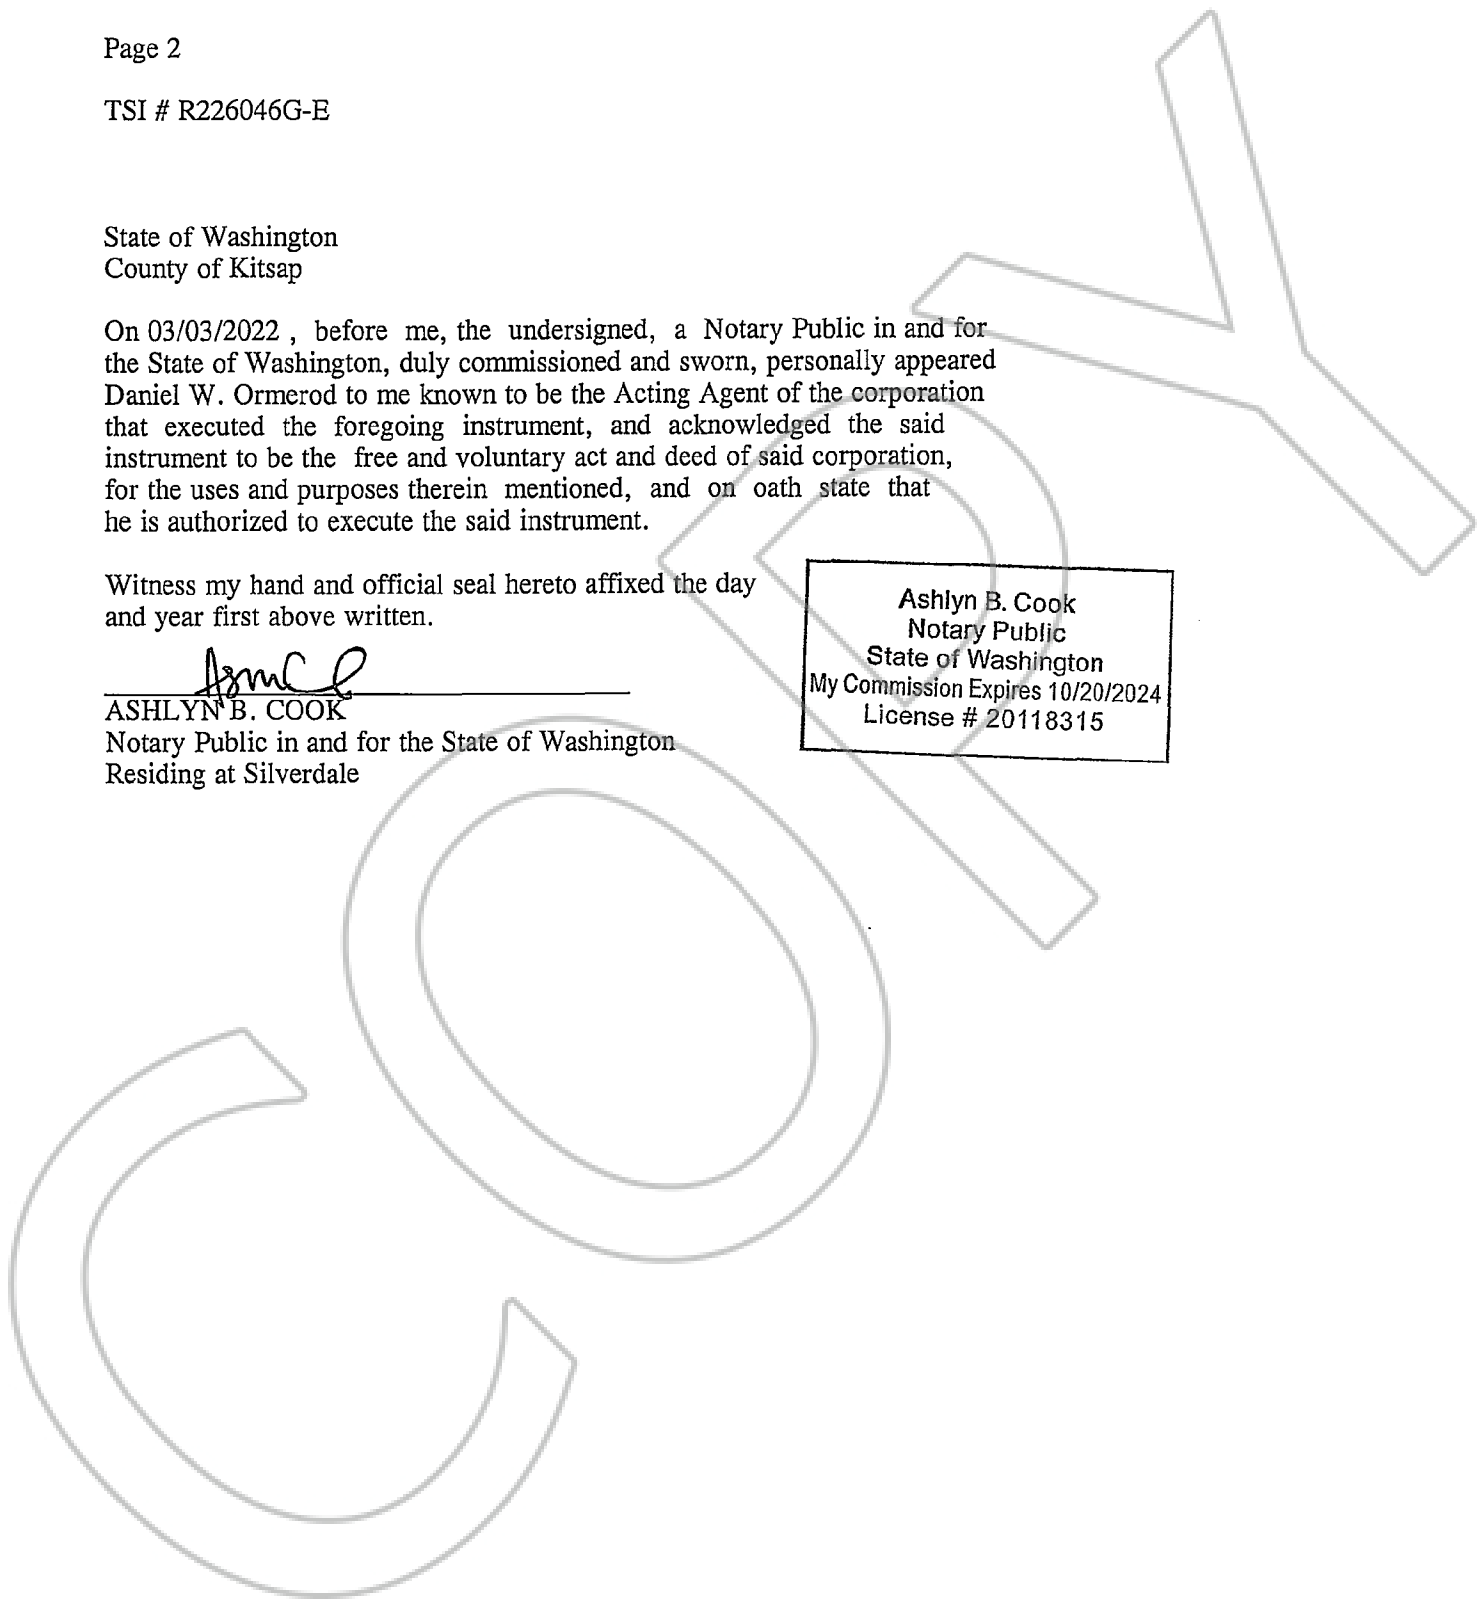 Page 2
TSI # R226046G-E
State of Washington
County of Kitsap
On 03/03/2022 , before me, the undersigned, a Notary Public in and for
the State of Washington, duly commissioned and sworn, personally appeared
Daniel W. Ormerod to me known to be the Acting Agent of the corporation
that executed the foregoing instrument, and acknowledged the said
instrument to be the free and voluntary act and deed of said corporation,
for the uses and purposes therein mentioned, and on oath state that
he is authorized to execute the said instrument.
Witness my hand and official seal hereto affixed the day
and year first above written.
ASHLYN B. COOK
Notary Public in and for the State of Washington
Residing at Silverdale
Ashlyn B. Cook
Notary Public
State of Washington
My Commission Expires 10/20/2024
License # 20118315
COPY